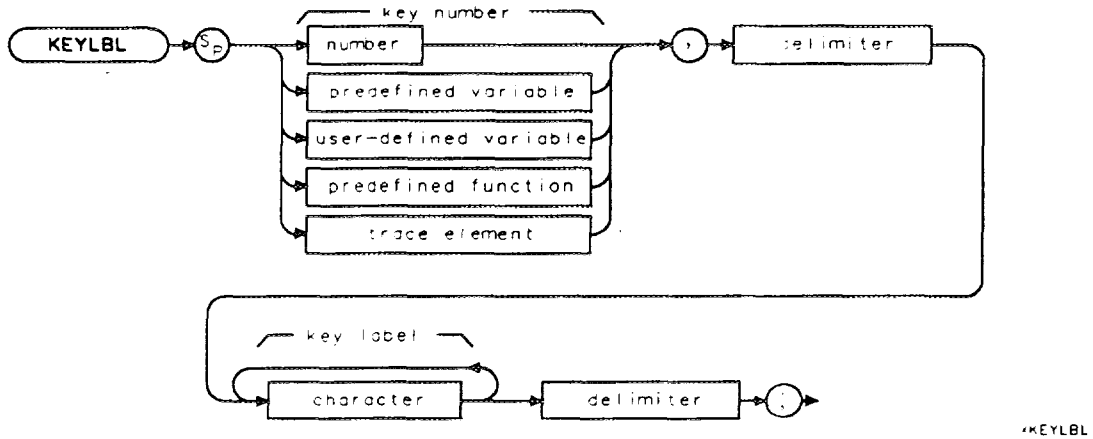 key number
KEYLBL
SP
number
,
delimiter
predefined variable
user-defined variable
predefined function
trace element
key label
character
delimiter
;
KEYLBL